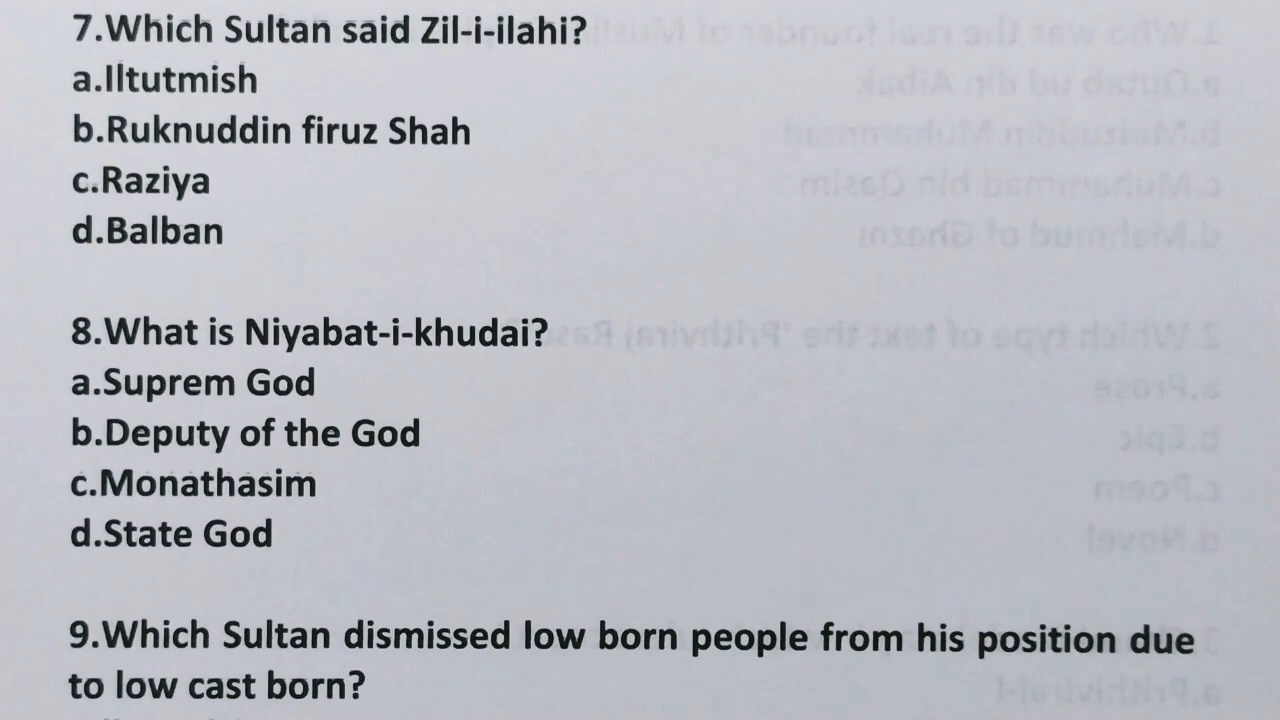 7.Which Sultan said Zil-i-ilahi?
a.Iltutmish
b.Ruknuddin firuz Shah
c.Raziya
d.Balban
8.What is Niyabat-i-khudai?
a.Suprem God
b.Deputy of the God
c.Monathasim
d.State God
9.Which Sultan dismissed low born people from his position due
to low cast born?